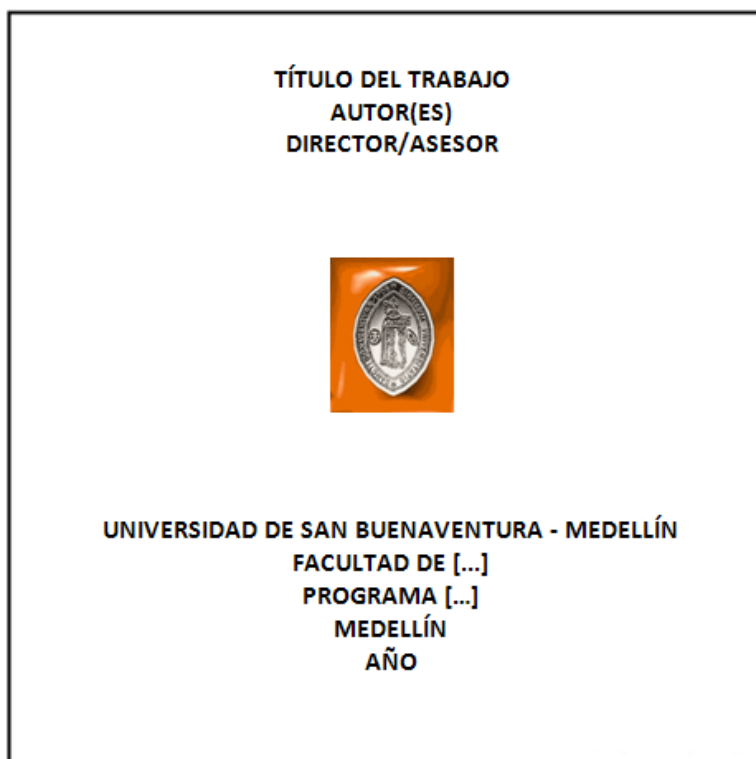 TÍTULO DEL TRABAJO
AUTOR(ES)
DIRECTOR/ASESOR
UNIVERSIDAD DE SAN BUENAVENTURA - MEDELLÍN
FACULTAD DE [...]
PROGRAMA [...]
MEDELLÍN
AÑO